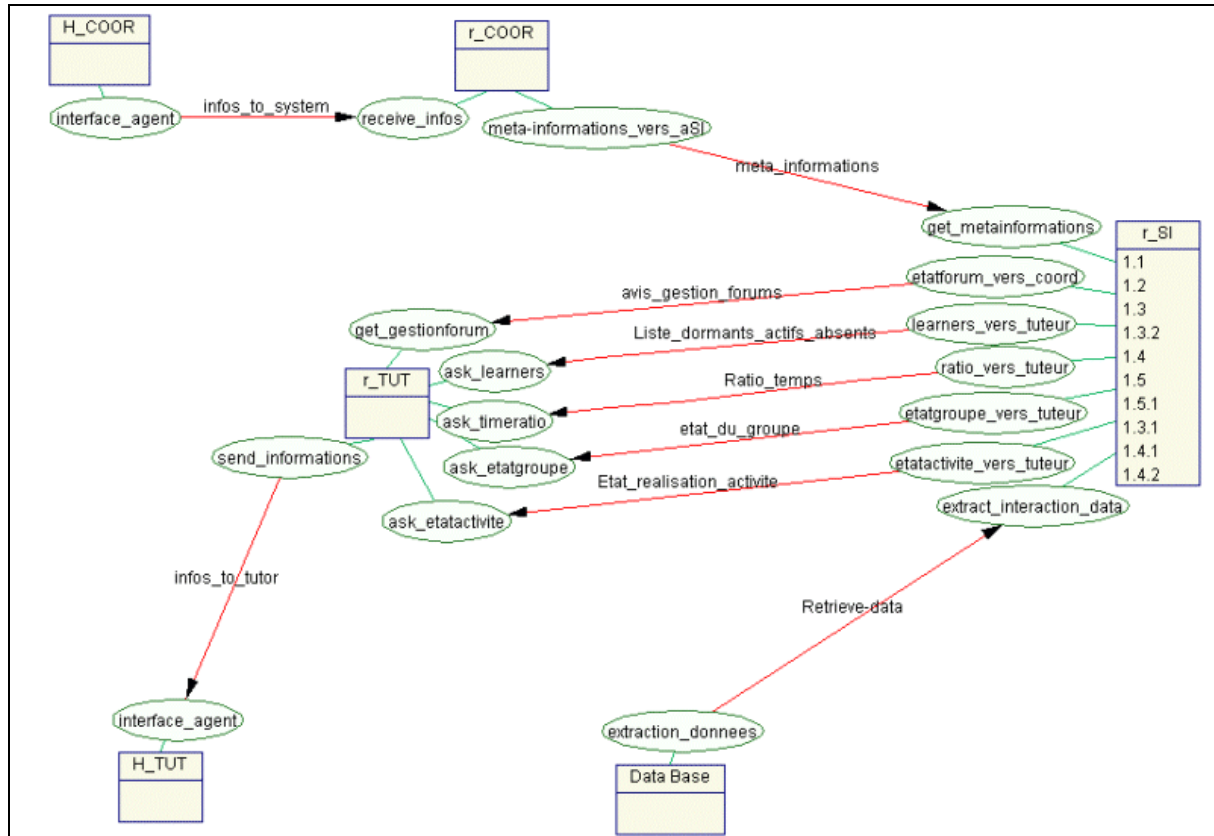 H_COOR
r_COOR
infos_to_system
interface_agent
receive_infos
meta-informations_vers_aSI
meta_informations
get_metainformations
r_SI
1.1
etatforum_vers_coord
1.2
avis_gestion_forums
1.3
get_gestionforum
Liste_dormants_actifs_absents
learners_vers_tuteur
1.3.2
ask_learners
1.4
r_TUT
Ratio_temps
ratio_vers_tuteur
1.5
ask_timeratio
etatgroupe_vers_tuteur
1.5.1
etat_du_groupe
1.3.1
send_informations
ask_etatgroupe
etatactivite_vers_tuteur
1.4.1
Etat_realisation_activite
1.4.2
ask_etatactivite
extract_interaction_data
infos_to_tutor
Retrieve-data
interface_agent
extraction_donnees
H_TUT
Data Base